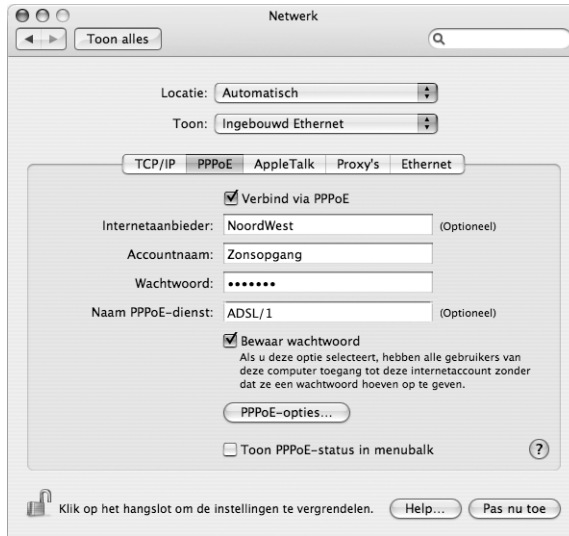 Netwerk
Toon alles
Locatie: Automatisch
Toon: Ingebouwd Ethernet
TCP/IP PPPoE AppleTalk Proxy's Ethernet
Verbind via PPPoE
Internetaanbieder: NoordWest (Optioneel)
Accountnaam: Zonsopgang
Wachtwoord: •••••••
Naam PPPoE-dienst: ADSL/1 (Optioneel)
Bewaar wachtwoord
Als u deze optie selecteert, hebben alle gebruikers van
deze computer toegang tot deze internetaccount zonder
dat ze een wachtwoord hoeven op te geven.
PPPoE-opties...
Toon PPPoE-status in menubalk ?
Klik op het hangslot om de instellingen te vergrendelen. Help... Pas nu toe